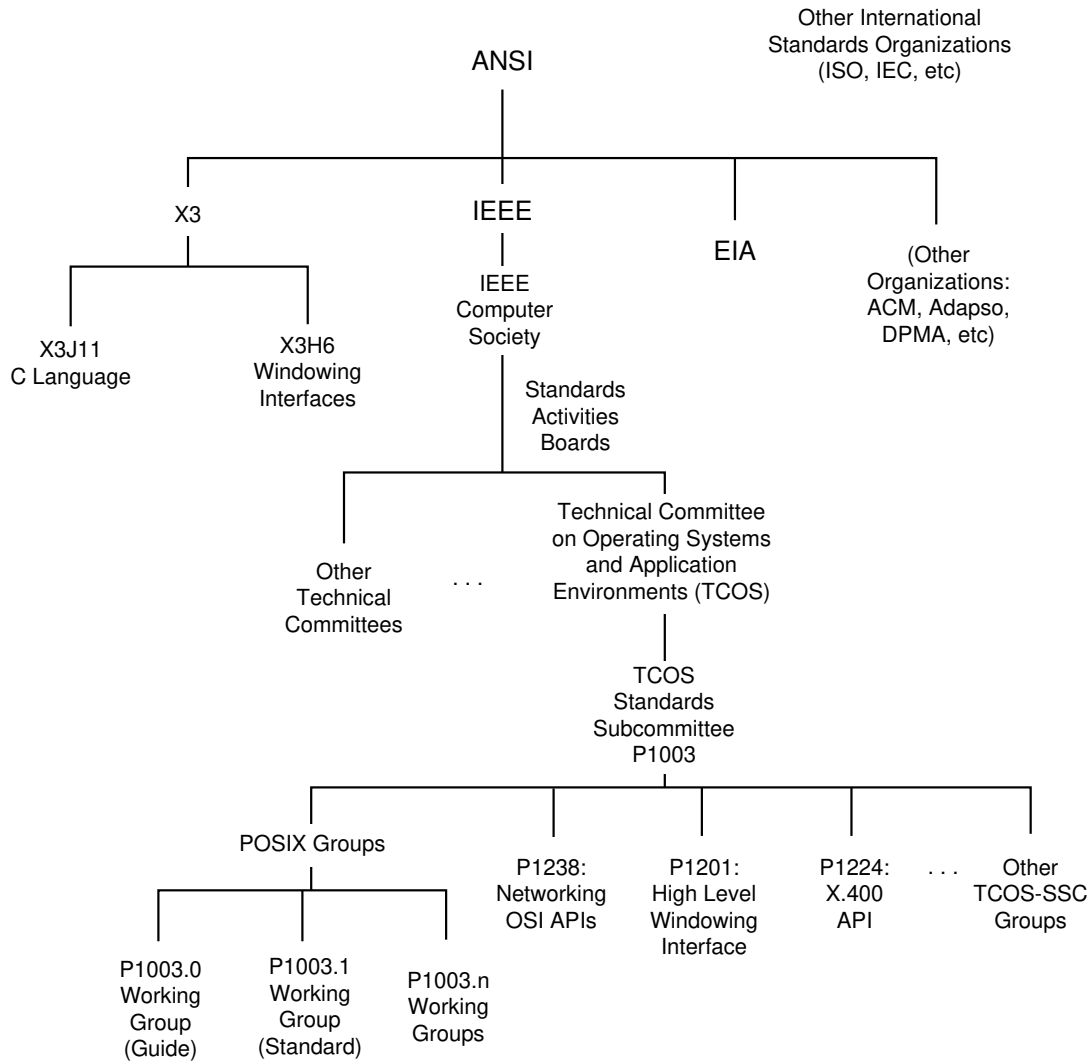 Other International
Standards Organizations
(ISO, IEC, etc)
ANSI
X3
IEEE
EIA
(Other
Organizations:
ACM, Adapso,
DPMA, etc)
X3J11
C Language
X3H6
Windowing
Interfaces
IEEE
Computer
Society
Standards
Activities
Boards
Other
Technical
Committees
. . .
Technical Committee
on Operating Systems
and Application
Environments (TCOS)
TCOS
Standards
Subcommittee
P1003
POSIX Groups
P1238:
Networking
OSI APIs
P1201:
High Level
Windowing
Interface
P1224:
X.400
API
. . .
Other
TCOS-SSC
Groups
P1003.0
Working
Group
(Guide)
P1003.1
Working
Group
(Standard)
P1003.n
Working
Groups